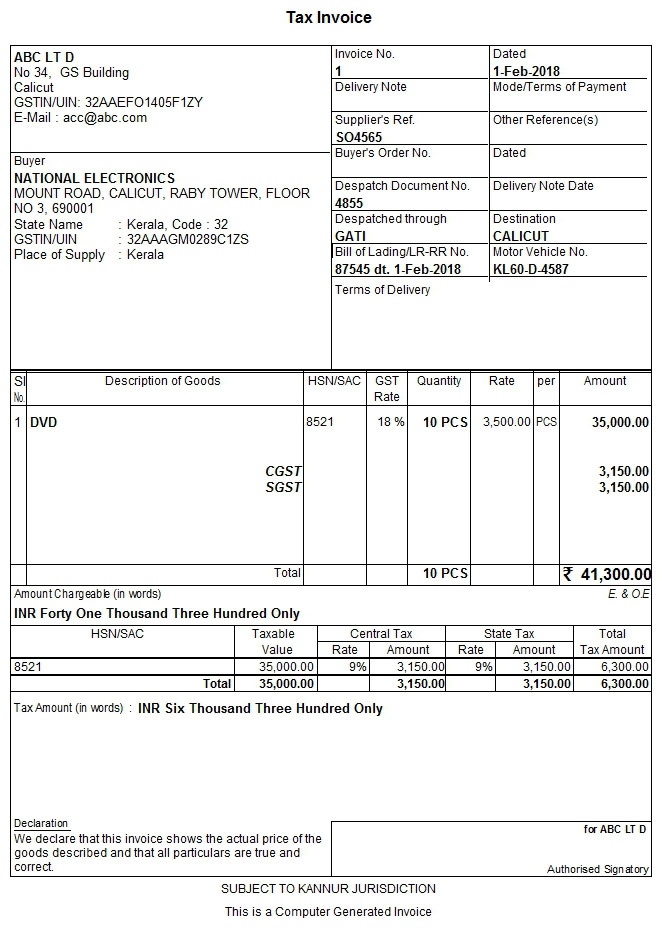 Tax Invoice
ABC LT D
No 34, GS Building
Calicut
GSTIN/UIN: 32AAEFO1405F1ZY
E-Mail : acc@abc.com
Invoice No.
1
Dated
1-Feb-2018
Delivery Note
Mode/Terms of Payment
Supplier's Ref.
SO4565
Other Reference(s)
Buyer
NATIONAL ELECTRONICS
MOUNT ROAD, CALICUT, RABY TOWER, FLOOR
NO 3, 690001
State Name : Kerala, Code : 32
GSTIN/UIN : 32AAAGM0289C1ZS
Place of Supply : Kerala
Buyer's Order No.
Dated
Despatch Document No.
4855
Delivery Note Date
Despatched through
GATI
Destination
CALICUT
Bill of Lading/LR-RR No.
87545 dt. 1-Feb-2018
Motor Vehicle No.
KL60-D-4587
Terms of Delivery
Sl No. Description of Goods HSN/SAC GST Rate Quantity Rate per Amount
1 DVD 8521 18 % 10 PCS 3,500.00 PCS 35,000.00
CGST 3,150.00
SGST 3,150.00
Total 10 PCS ₹ 41,300.00
Amount Chargeable (in words) E. & O.E
INR Forty One Thousand Three Hundred Only
HSN/SAC Taxable Value Central Tax State Tax Total Tax Amount
Rate Amount Rate Amount
8521 35,000.00 9% 3,150.00 9% 3,150.00 6,300.00
Total 35,000.00 3,150.00 3,150.00 6,300.00
Tax Amount (in words) : INR Six Thousand Three Hundred Only
Declaration
We declare that this invoice shows the actual price of the
goods described and that all particulars are true and
correct.
for ABC LT D
Authorised Signatory
SUBJECT TO KANNUR JURISDICTION
This is a Computer Generated Invoice